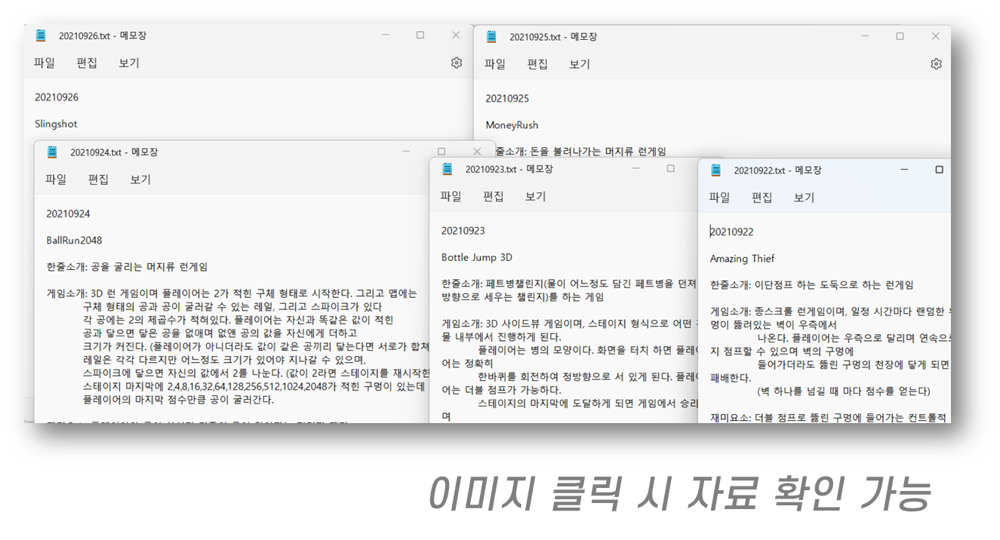 20210926.txt - 메모장
파일 편집 보기
20210926
Slingshot
20210925.txt - 메모장
파일 편집 보기
20210925
MoneyRush
줄소개: 돈을 불려나가는 머지류 런게임
20210924.txt - 메모장
파일 편집 보기
20210924
BallRun2048
한줄소개: 공을 굴리는 머지류 런게임
게임소개: 3D 런 게임이며 플레이어는 2가 적힌 구체 형태로 시작한다. 그리고 맵에는
구체 형태의 공과 공이 굴러갈 수 있는 레일, 그리고 스파이크가 있다
각 공에는 2의 제곱수가 적혀있다. 플레이어는 자신과 똑같은 값이 적힌
공과 닿으면 닿은 공을 없애며 없앤 공의 값을 자신에게 더하고
크기가 커진다. (플레이어가 아니더라도 값이 같은 공끼리 닿는다면 서로가 합쳐
레일은 각각 다르지만 어느정도 크기가 있어야 지나갈 수 있으며,
스파이크에 닿으면 자신의 값에서 2를 나눈다. (값이 2라면 스테이지를 재시작한
스테이지 마지막에 2,4,8,16,32,64,128,256,512,1024,2048가 적힌 구멍이 있는데
플레이어의 마지막 점수만큼 공이 굴러간다.
20210923.txt - 메모장
파일 편집 보기
20210923
Bottle Jump 3D
한줄소개: 페트병챌린지(물이 어느정도 담긴 페트병을 던져
방향으로 세우는 챌린지)를 하는 게임
게임소개: 3D 사이드뷰 게임이며, 스테이지 형식으로 어떤
물 내부에서 진행하게 된다.
플레이어는 병의 모양이다. 화면을 터치 하면 플레이
어는 정확히
한바퀴를 회전하여 정방향으로 서 있게 된다. 플레이
어는 더블 점프가 가능하다.
스테이지의 마지막에 도달하게 되면 게임에서 승리
며
20210922.txt - 메모장
파일 편집 보기
20210922
Amazing Thief
한줄소개: 이단점프 하는 도둑으로 하는 런게임
게임소개: 종스크롤 런게임이며, 일정 시간마다 랜덤한
멍이 뚫려있는 벽이 우측에서
나온다. 플레이어는 우측으로 달리며 연속으로
지 점프할 수 있으며 벽의 구멍에
들어가더라도 뚫린 구멍의 천장에 닿게 되면
패배한다.
(벽 하나를 넘길 때 마다 점수를 얻는다)
재미요소: 더블 점프로 뚫린 구멍에 들어가는 컨트롤적
이미지 클릭 시 자료 확인 가능